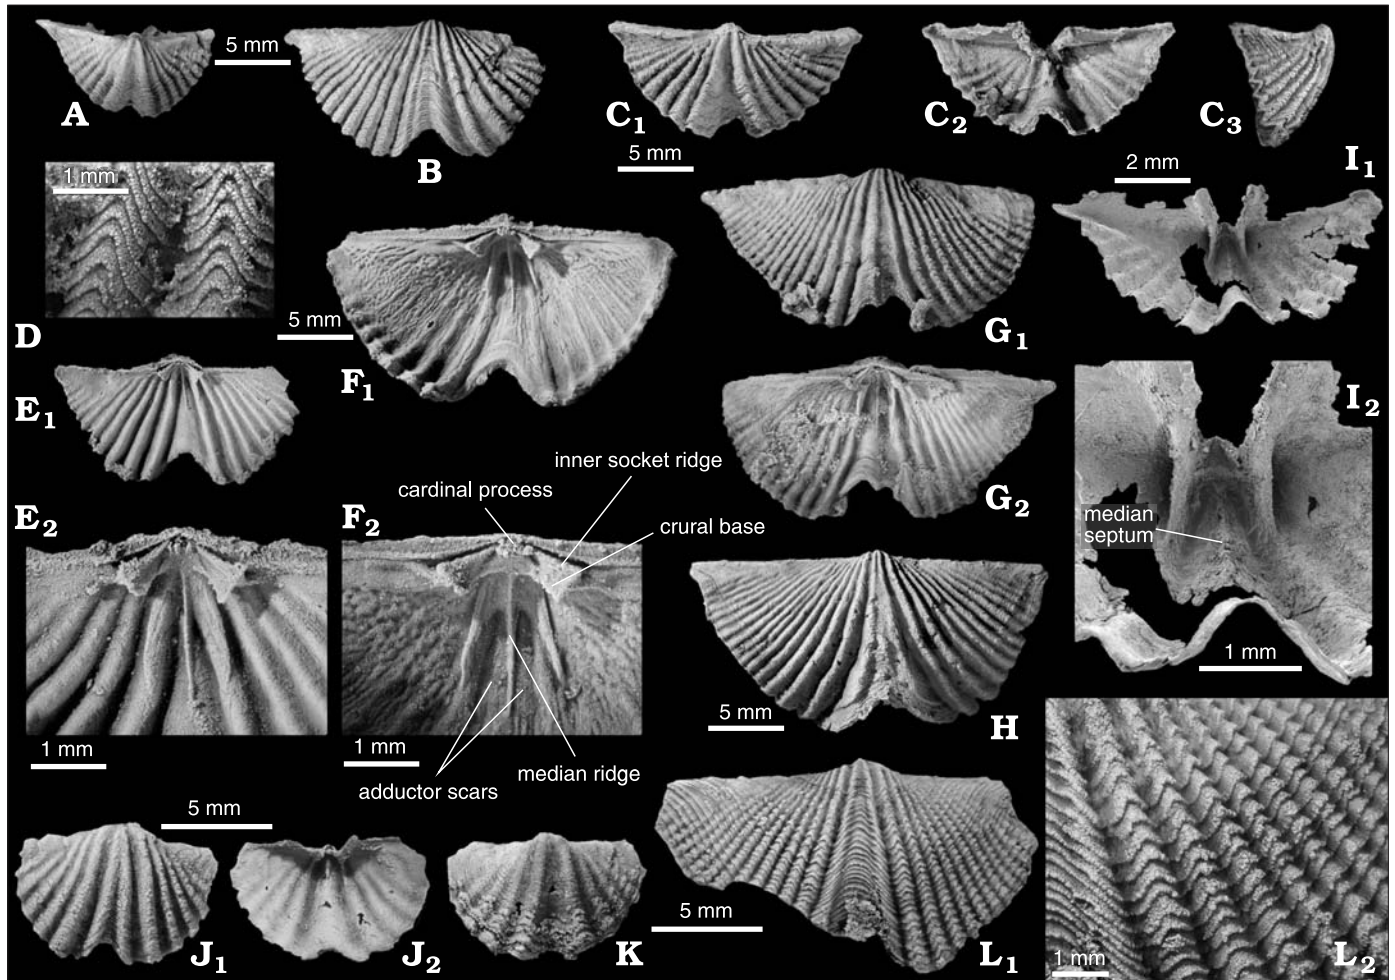 A
5 mm
B
C1
5 mm
C2
C3
I1
2 mm
1 mm
D
5 mm
F1
G1
E1
I2
G2
inner socket ridge
cardinal process
E2
F2
crural base
median
septum
1 mm
H
5 mm
1 mm
1 mm
median ridge
adductor scars
5 mm
J1
J2
K
5 mm
L1
1 mm
L2